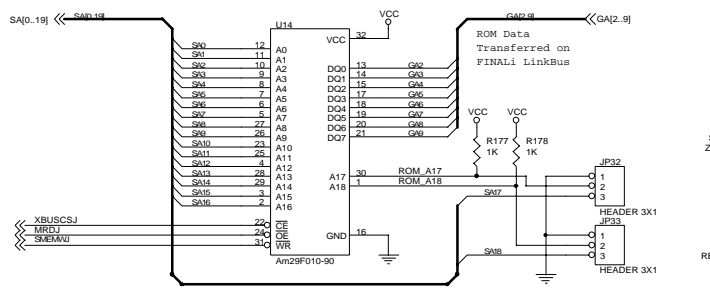 SA[0..19]
SA[0..19]
U14
VCC
GA[2..9]
GA[2..9]
ROM Data
Transferred on
FINALi LinkBus
SA0 12 A0 VCC 32
SA1 11 A1
SA2 10 A2 DQ0 13 GA2
SA3 9 A3 DQ1 14 GA3
SA4 8 A4 DQ2 15 GA4
SA5 7 A5 DQ3 17 GA5
SA6 6 A6 DQ4 18 GA6
SA7 5 A7 DQ5 19 GA7
SA8 27 A8 DQ6 20 GA8
SA9 26 A9 DQ7 21 GA9
SA10 23 A10
SA11 25 A11
SA12 4 A12
SA13 28 A13 A17 30 ROM_A17
SA14 29 A14 A18 1 ROM_A18
SA15 3 A15
SA16 2 A16
VCC VCC
R177 R178
1K 1K
JP32
1
2
SA17 3
HEADER 3X1
JP33
1
2
SA18 3
HEADER 3X1
XBUSCSJ 22 CE
MRDJ 24 OE GND 16
SMEMWJ 31 WR
Am29F010-90